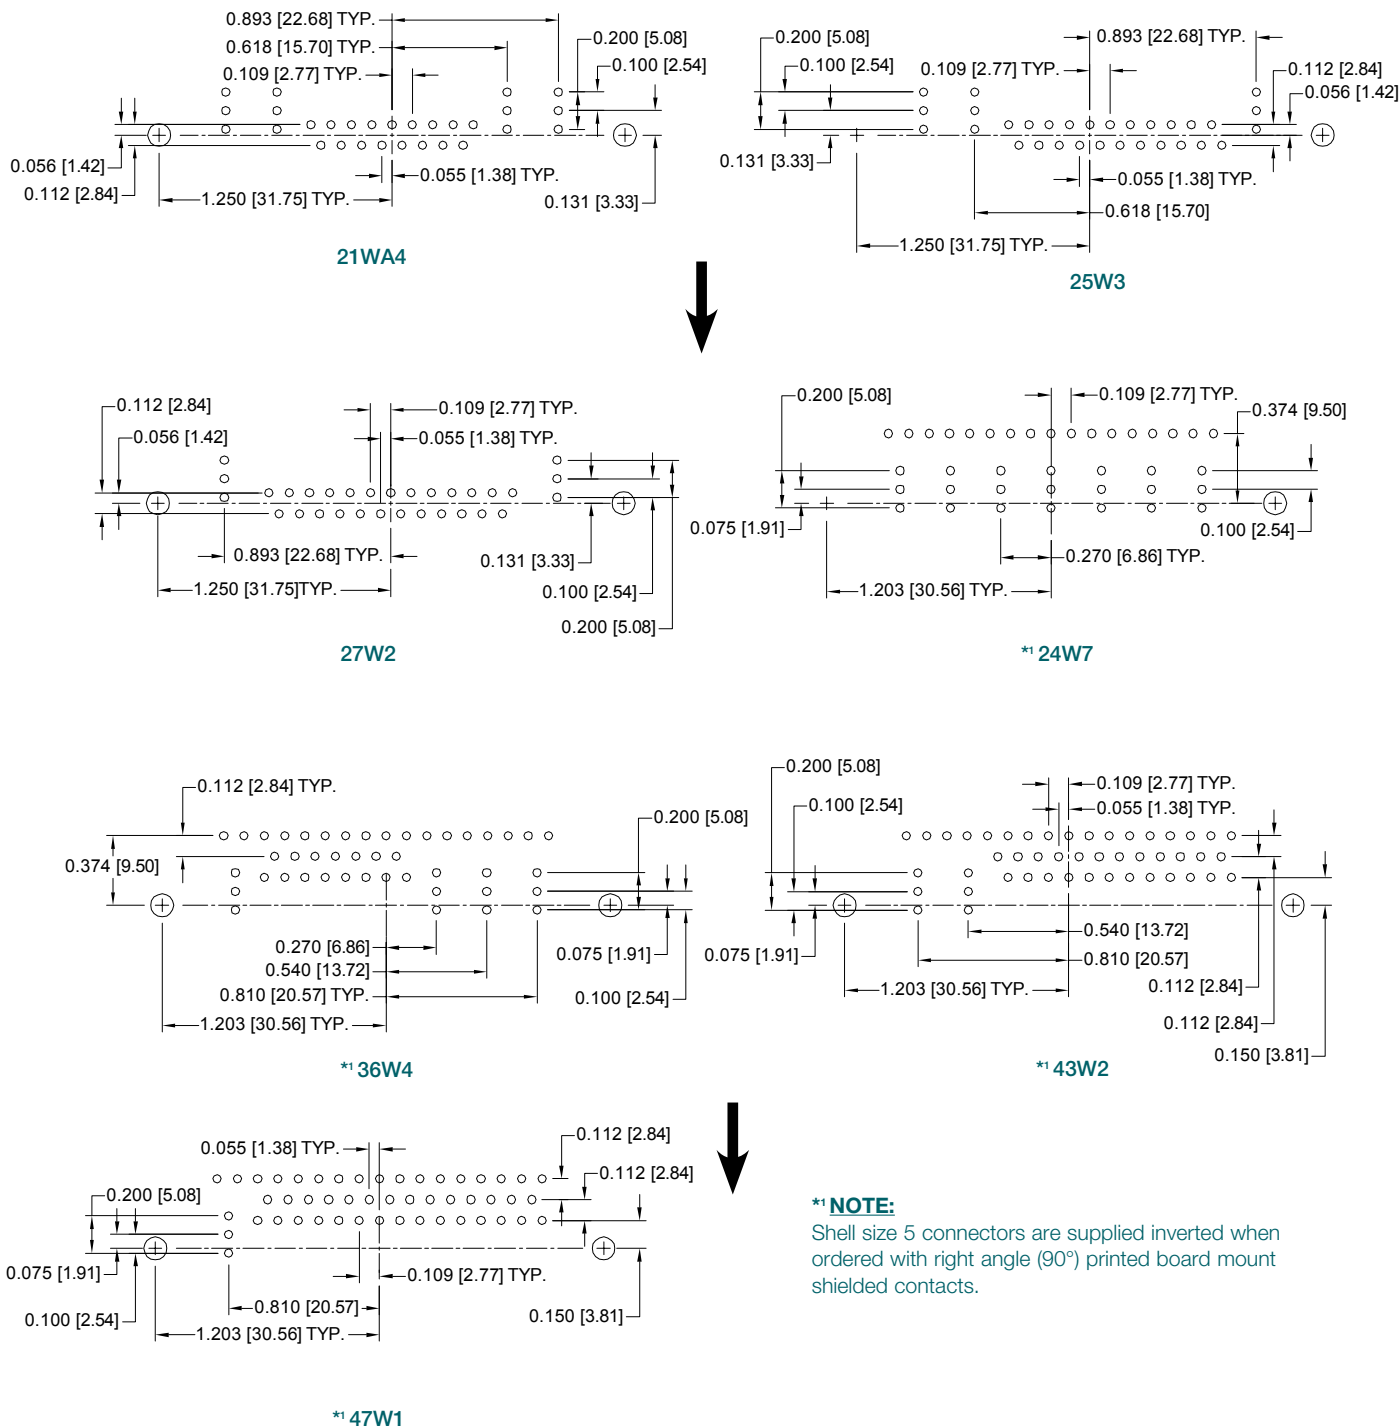 0.893 [22.68] TYP.
0.618 [15.70] TYP.
0.109 [2.77] TYP.
0.200 [5.08]
0.100 [2.54]
0.056 [1.42]
0.112 [2.84]
0.055 [1.38] TYP.
1.250 [31.75] TYP.
0.131 [3.33]
21WA4
0.200 [5.08]
0.100 [2.54]
0.893 [22.68] TYP.
0.109 [2.77] TYP.
0.112 [2.84]
0.056 [1.42]
0.131 [3.33]
0.055 [1.38] TYP.
0.618 [15.70]
1.250 [31.75] TYP.
25W3
0.112 [2.84]
0.056 [1.42]
0.109 [2.77] TYP.
0.055 [1.38] TYP.
0.893 [22.68] TYP.
0.131 [3.33]
1.250 [31.75]TYP.
0.100 [2.54]
0.200 [5.08]
27W2
0.200 [5.08]
0.109 [2.77] TYP.
0.374 [9.50]
0.075 [1.91]
0.100 [2.54]
0.270 [6.86] TYP.
1.203 [30.56] TYP.
*1 24W7
0.112 [2.84] TYP.
0.200 [5.08]
0.374 [9.50]
0.270 [6.86]
0.075 [1.91]
0.540 [13.72]
0.810 [20.57] TYP.
0.100 [2.54]
1.203 [30.56] TYP.
*1 36W4
0.200 [5.08]
0.109 [2.77] TYP.
0.100 [2.54]
0.055 [1.38] TYP.
0.540 [13.72]
0.075 [1.91]
0.810 [20.57]
1.203 [30.56] TYP.
0.112 [2.84]
0.112 [2.84]
0.150 [3.81]
*1 43W2
0.055 [1.38] TYP.
0.112 [2.84]
0.112 [2.84]
0.200 [5.08]
0.075 [1.91]
0.109 [2.77] TYP.
0.100 [2.54]
0.810 [20.57]
0.150 [3.81]
1.203 [30.56] TYP.
*1 47W1
*1 NOTE:
Shell size 5 connectors are supplied inverted when
ordered with right angle (90°) printed board mount
shielded contacts.